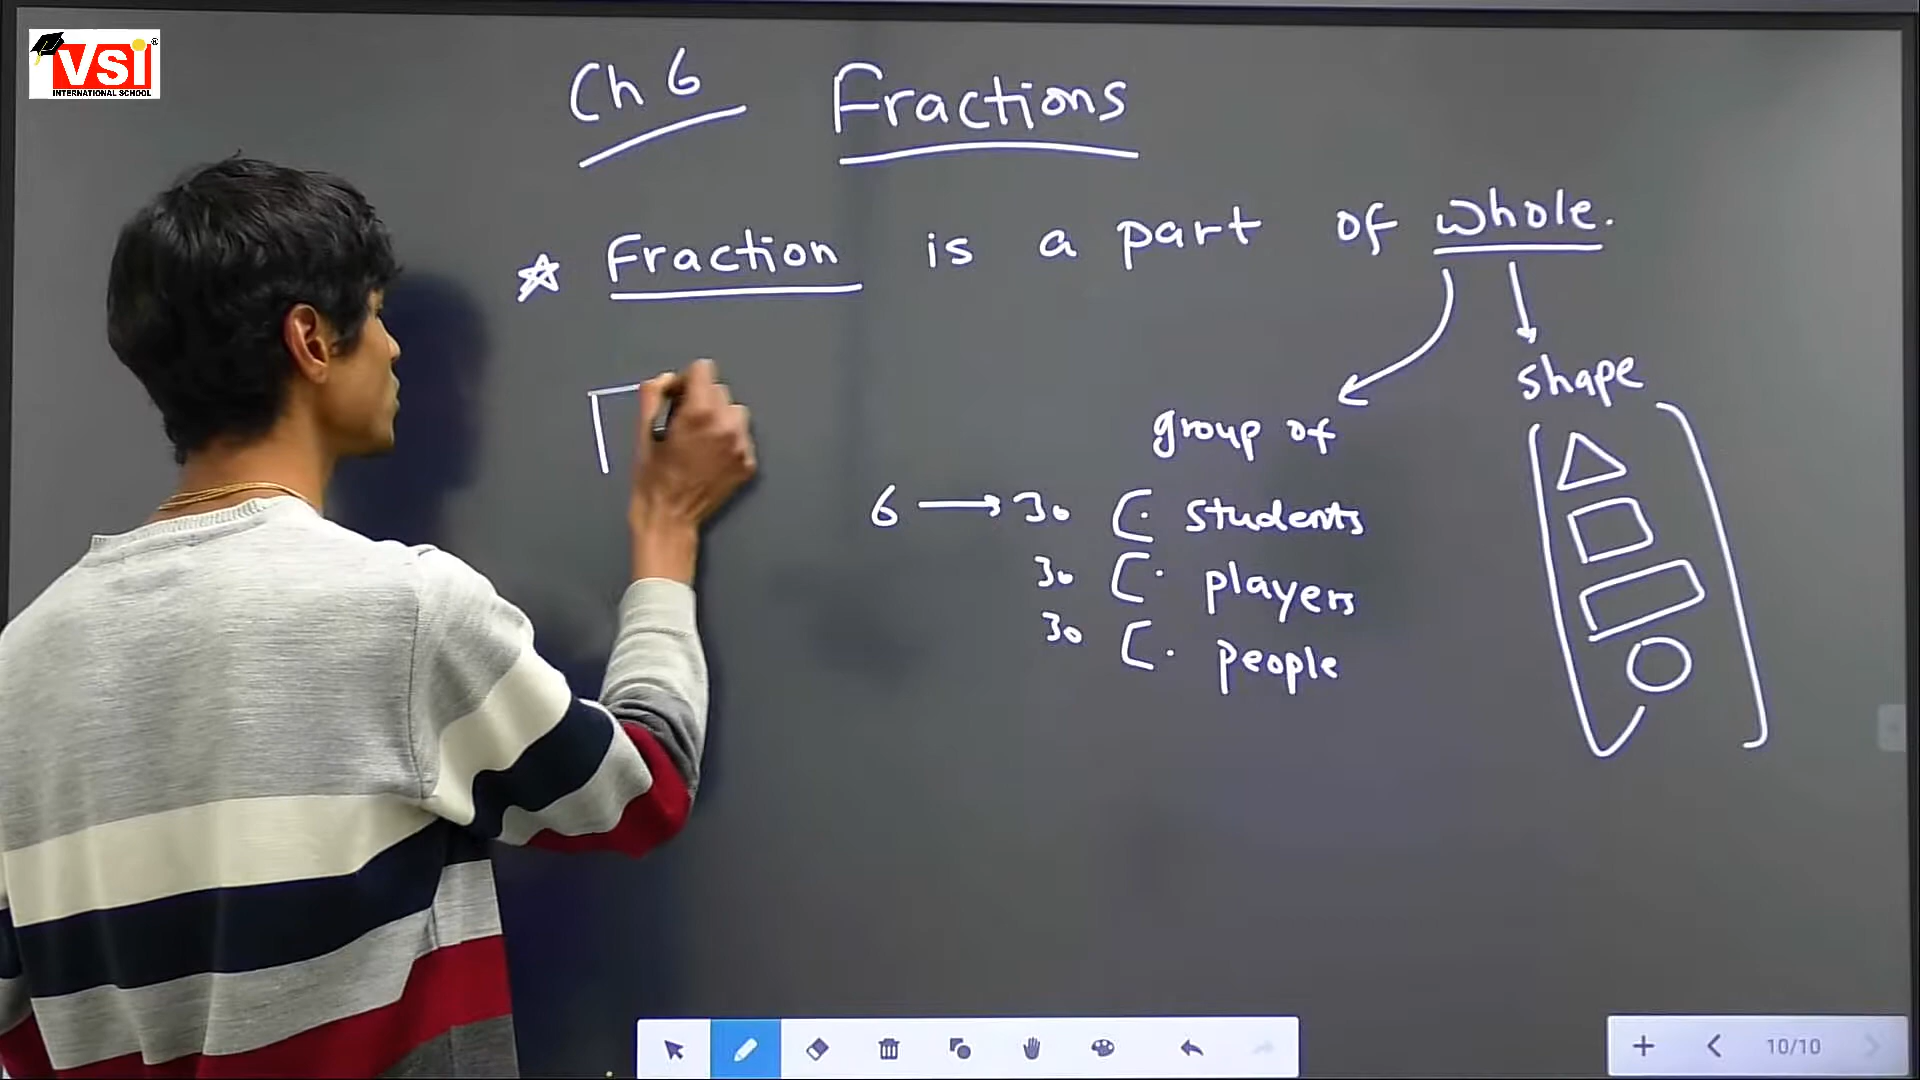 VSI
INTERNATIONAL SCHOOL
Ch 6 Fractions
Fraction is a part of whole.
shape
group of
6 → 30 students
30 players
30 people
10/10